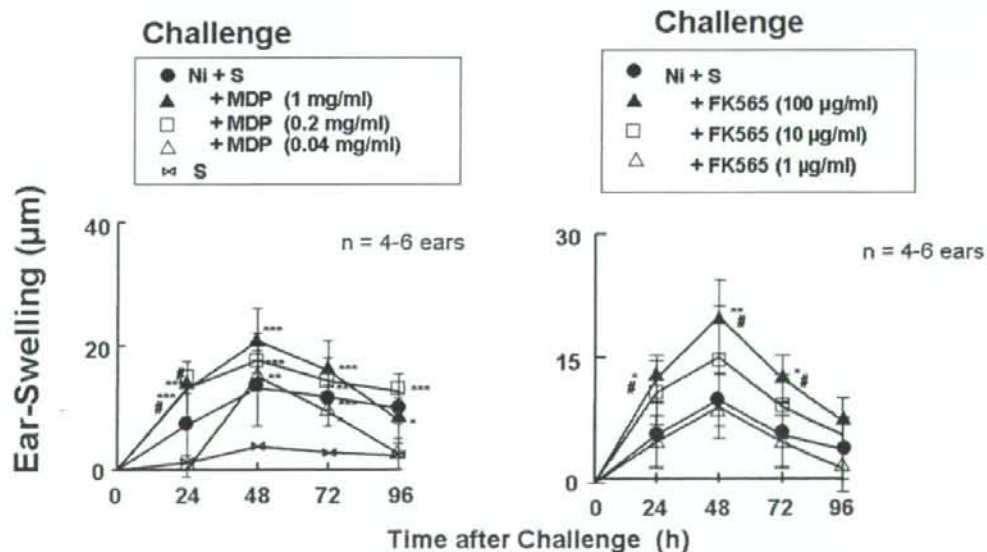 Challenge
Ni + S
+ MDP (1 mg/ml)
+ MDP (0.2 mg/ml)
+ MDP (0.04 mg/ml)
S
Challenge
Ni + S
+ FK565 (100 µg/ml)
+ FK565 (10 µg/ml)
+ FK565 (1 µg/ml)
Ear-Swelling (µm)
40
20
0
n = 4-6 ears
#
***
***
#
***
***
**
***
***
***
*
0 24 48 72 96
30
15
0
n = 4-6 ears
*
#
**
#
*
#
0 24 48 72 96
Time after Challenge (h)